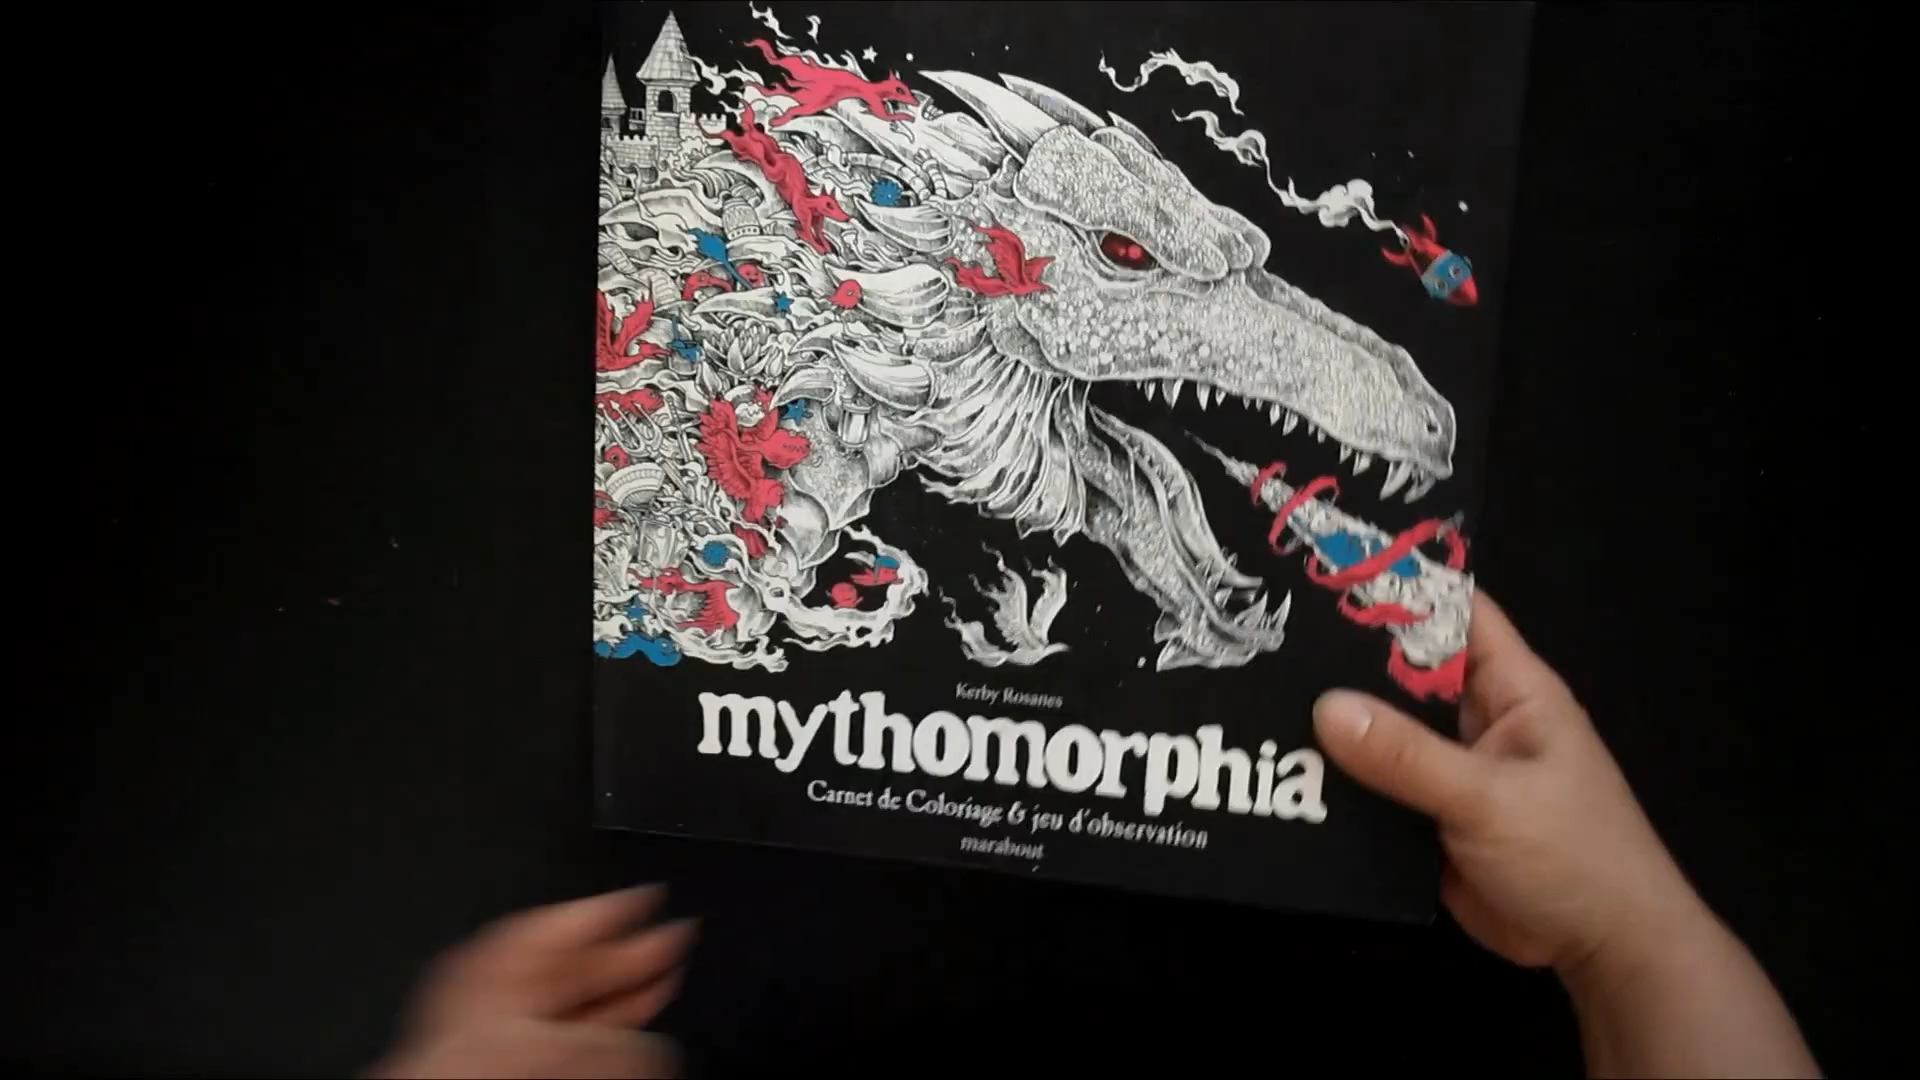 Kerby Rosanes
mythomorphia
Carnet de Coloriage & jeu d'observation
marabout